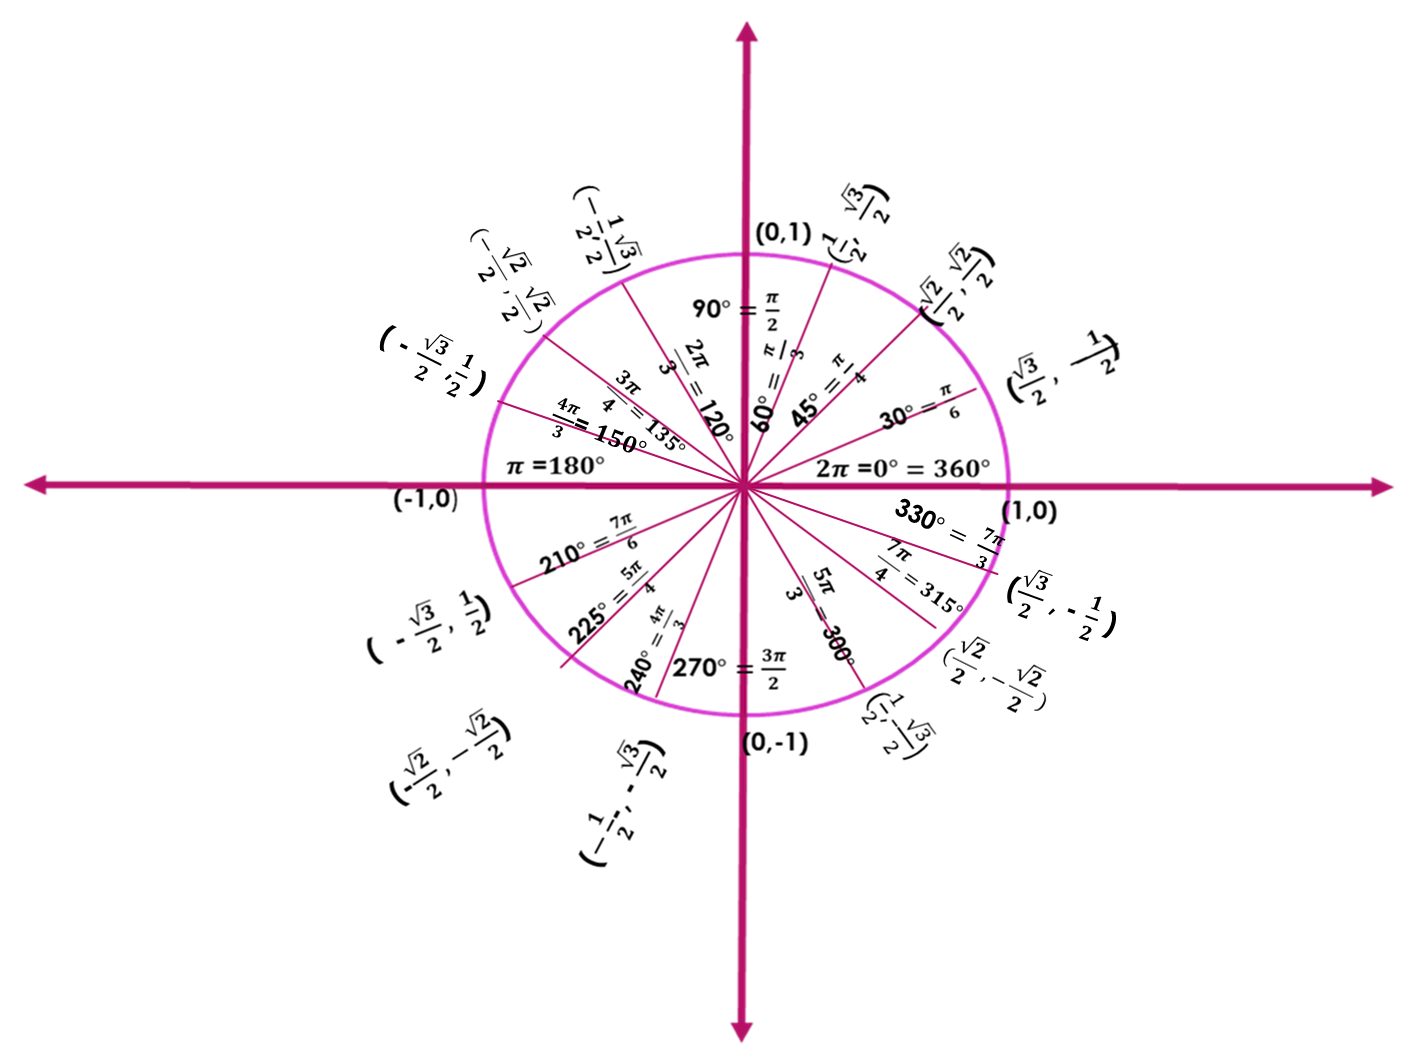 (0,1)
(1/2, √3/2)
(√2/2, √2/2)
(√3/2, −1/2)
(−1/2, √3/2)
(−√2/2, √2/2)
(- √3/2, 1/2)
90° = π/2
60° = π/3
45° = π/4
30° = π/6
2π =0° = 360°
2π/3 = 120°
3π/4 = 135°
4π/3 = 150°
π =180°
(-1,0)
(1,0)
210° = 7π/6
225° = 5π/4
240° = 4π/3
270° = 3π/2
5π/3 = 300°
7π/4 = 315°
330° = 7π/3
( - √3/2, 1/2)
(-√2/2, −√2/2)
(−1/2, - √3/2)
(0,-1)
(1/2, -√3/2)
(√2/2, −√2/2)
(√3/2, - 1/2)